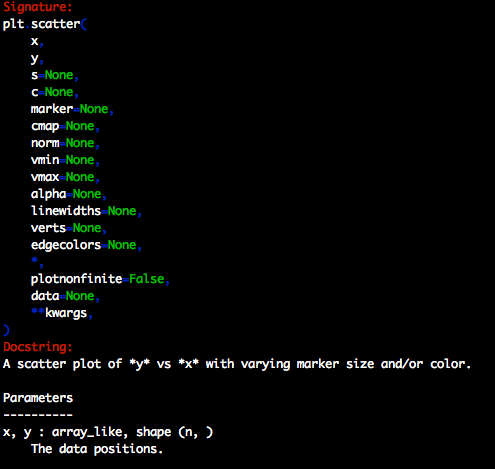 Signature:
plt.scatter(
    x,
    y,
    s=None,
    c=None,
    marker=None,
    cmap=None,
    norm=None,
    vmin=None,
    vmax=None,
    alpha=None,
    linewidths=None,
    verts=None,
    edgecolors=None,
    *,
    plotnonfinite=False,
    data=None,
    **kwargs,
)
Docstring:
A scatter plot of *y* vs *x* with varying marker size and/or color.

Parameters
----------
x, y : array_like, shape (n, )
    The data positions.